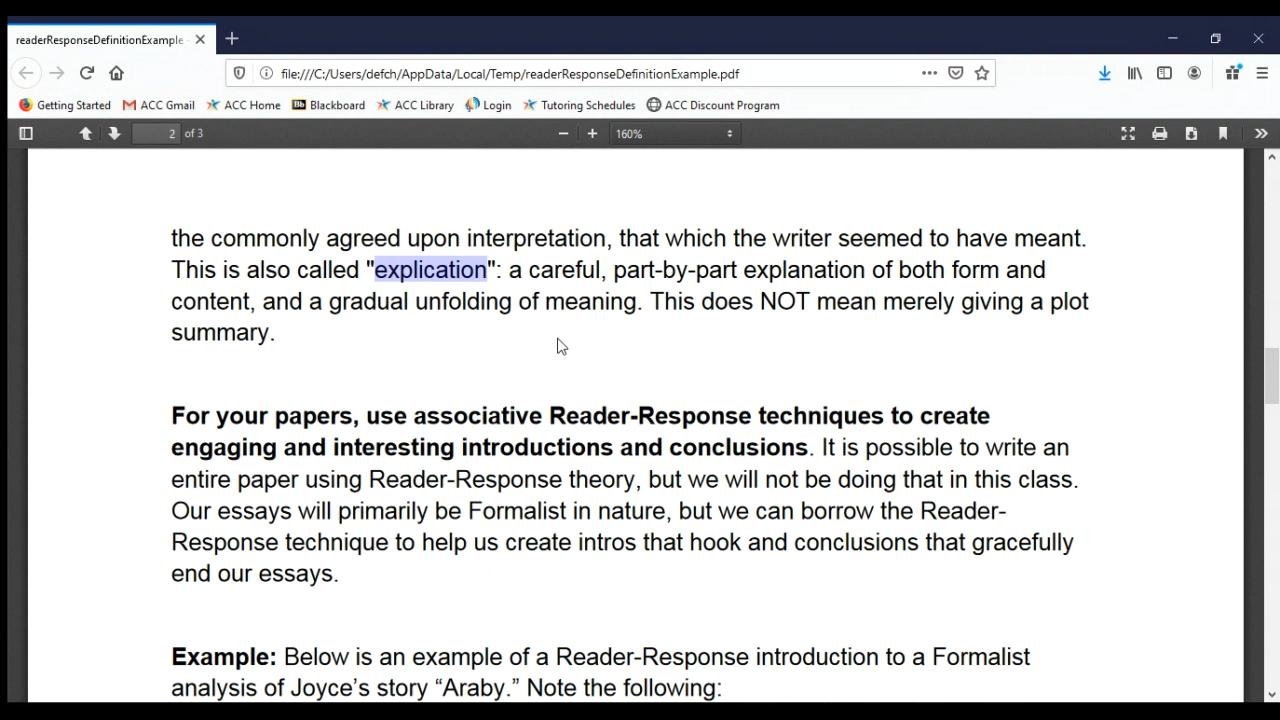 readerResponseDefinitionExample
file:///C:/Users/defch/AppData/Local/Temp/readerResponseDefinitionExample.pdf
Getting Started ACC Gmail ACC Home Bb Blackboard ACC Library Login Tutoring Schedules ACC Discount Program
2 of 3 160%
the commonly agreed upon interpretation, that which the writer seemed to have meant.
This is also called "explication": a careful, part-by-part explanation of both form and
content, and a gradual unfolding of meaning. This does NOT mean merely giving a plot
summary.
For your papers, use associative Reader-Response techniques to create
engaging and interesting introductions and conclusions. It is possible to write an
entire paper using Reader-Response theory, but we will not be doing that in this class.
Our essays will primarily be Formalist in nature, but we can borrow the Reader-
Response technique to help us create intros that hook and conclusions that gracefully
end our essays.
Example: Below is an example of a Reader-Response introduction to a Formalist
analysis of Joyce’s story “Araby.” Note the following: